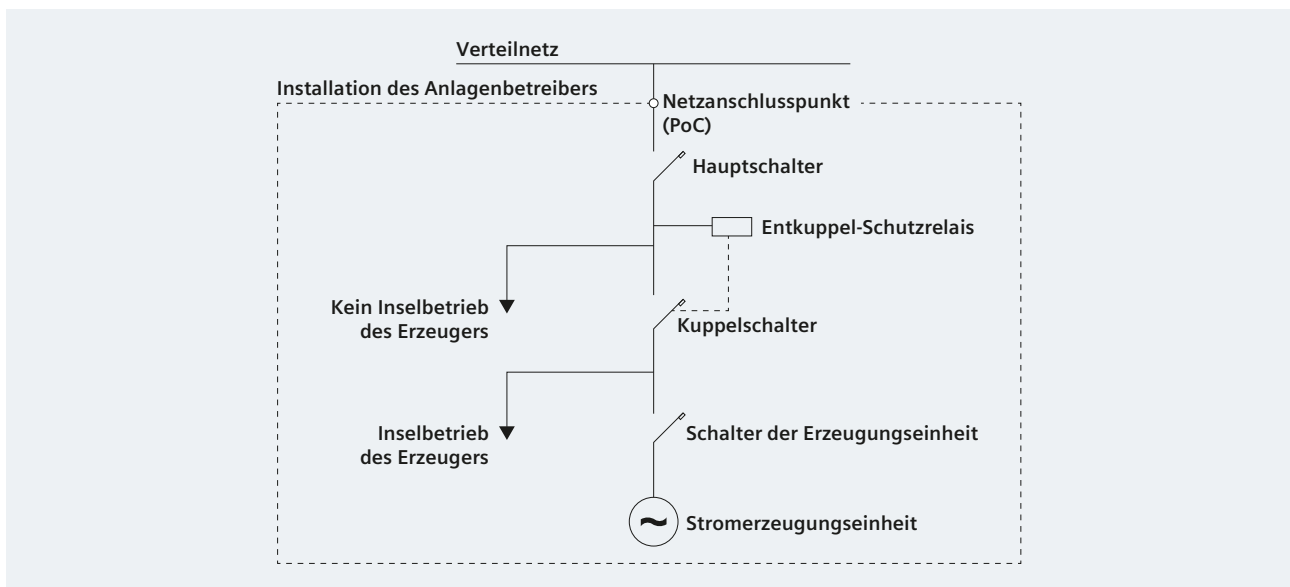 Verteilnetz
Installation des Anlagenbetreibers
Netzanschlusspunkt
(PoC)
Hauptschalter
Entkuppel-Schutzrelais
Kein Inselbetrieb
des Erzeugers
Kuppelschalter
Inselbetrieb
des Erzeugers
Schalter der Erzeugungseinheit
Stromerzeugungseinheit